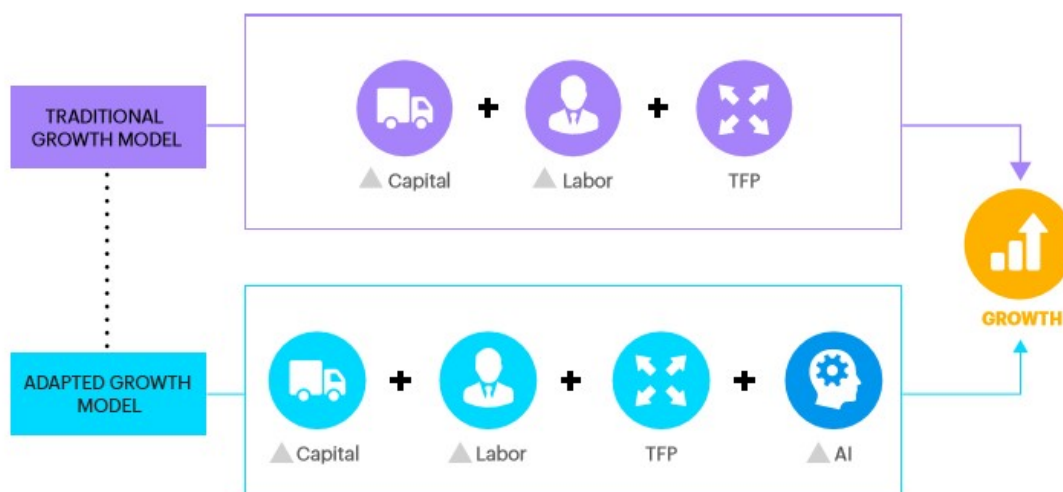 TRADITIONAL
GROWTH MODEL
Capital
Labor
TFP
GROWTH
ADAPTED GROWTH
MODEL
Capital
Labor
TFP
AI